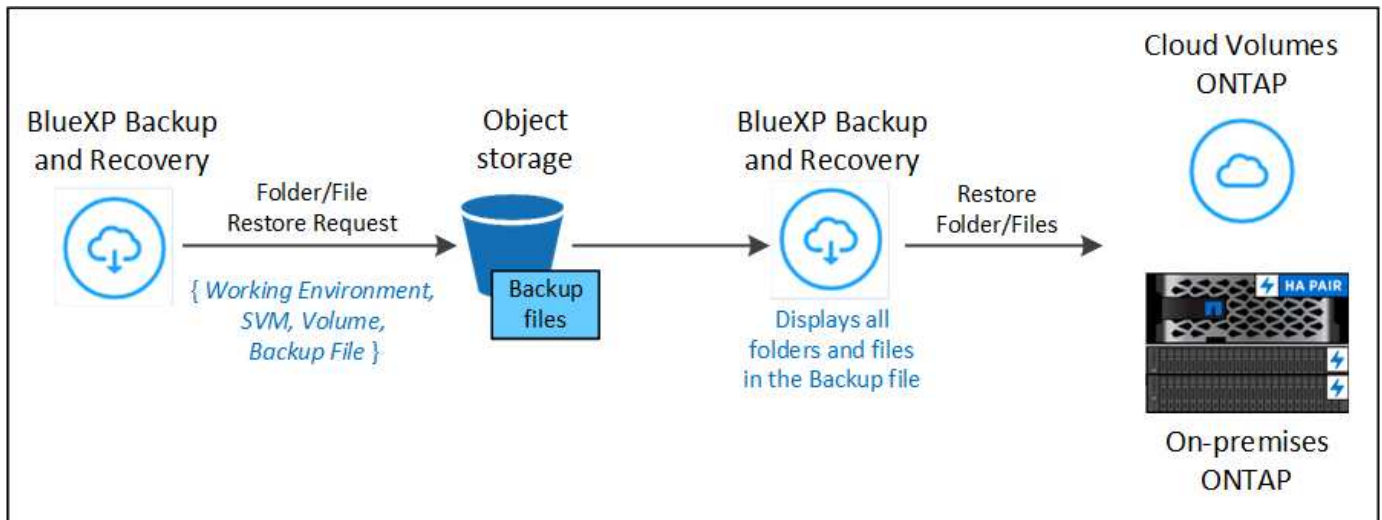 BlueXP Backup
and Recovery
Folder/File
Restore Request
{ Working Environment,
SVM, Volume,
Backup File }
Object
storage
Backup
files
BlueXP Backup
and Recovery
Displays all
folders and files
in the Backup file
Restore
Folder/Files
Cloud Volumes
ONTAP
HA PAIR
On-premises
ONTAP